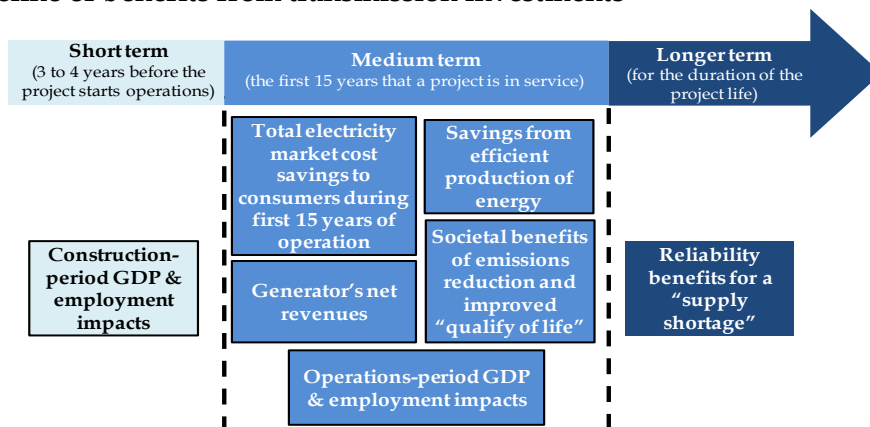 Short term
(3 to 4 years before the
project starts operations)
Medium term
(the first 15 years that a project is in service)
Longer term
(for the duration of the
project life)
Total electricity
market cost
savings to
consumers during
first 15 years of
operation
Savings from
efficient
production of
energy
Construction-
period GDP &
employment
impacts
Generator's net
revenues
Societal benefits
of emissions
reduction and
improved
"qualify of life"
Reliability
benefits for a
"supply
shortage"
Operations-period GDP
& employment impacts